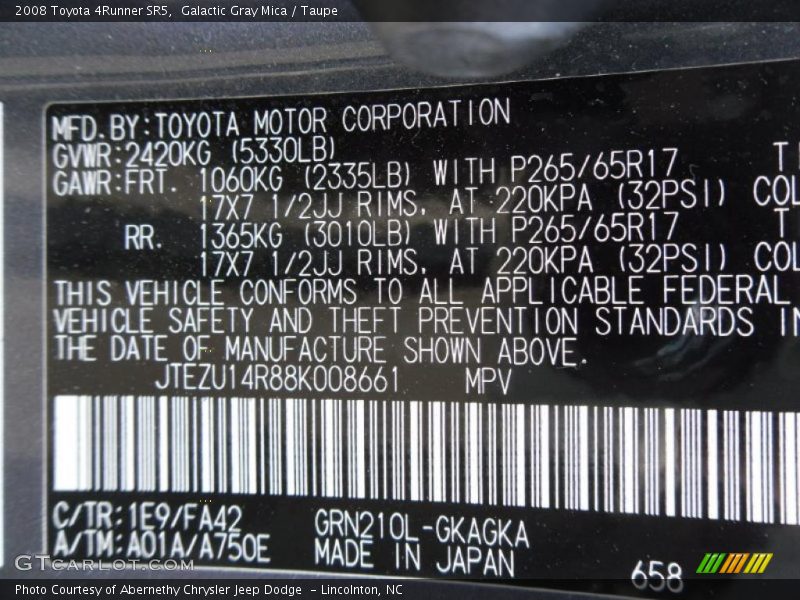 2008 Toyota 4Runner SR5,  Galactic Gray Mica / Taupe
MFD. BY:TOYOTA MOTOR CORPORATION
GVWR:2420KG (5330LB)
GAWR:FRT. 1060KG (2335LB) WITH P265/65R17 T
17X7 1/2JJ RIMS, AT 220KPA (32PSI) COL
RR. 1365KG (3010LB) WITH P265/65R17 T
17X7 1/2JJ RIMS, AT 220KPA (32PSI) COL
THIS VEHICLE CONFORMS TO ALL APPLICABLE FEDERAL
VEHICLE SAFETY AND THEFT PREVENTION STANDARDS IN
THE DATE OF MANUFACTURE SHOWN ABOVE.
JTEZU14R88K008661 MPV
C/TR:1E9/FA42 GRN210L-GKAGKA
A/TM:A01A/A750E MADE IN JAPAN
658
GTcarlot.com
Photo Courtesy of Abernethy Chrysler Jeep Dodge  - Lincolnton, NC